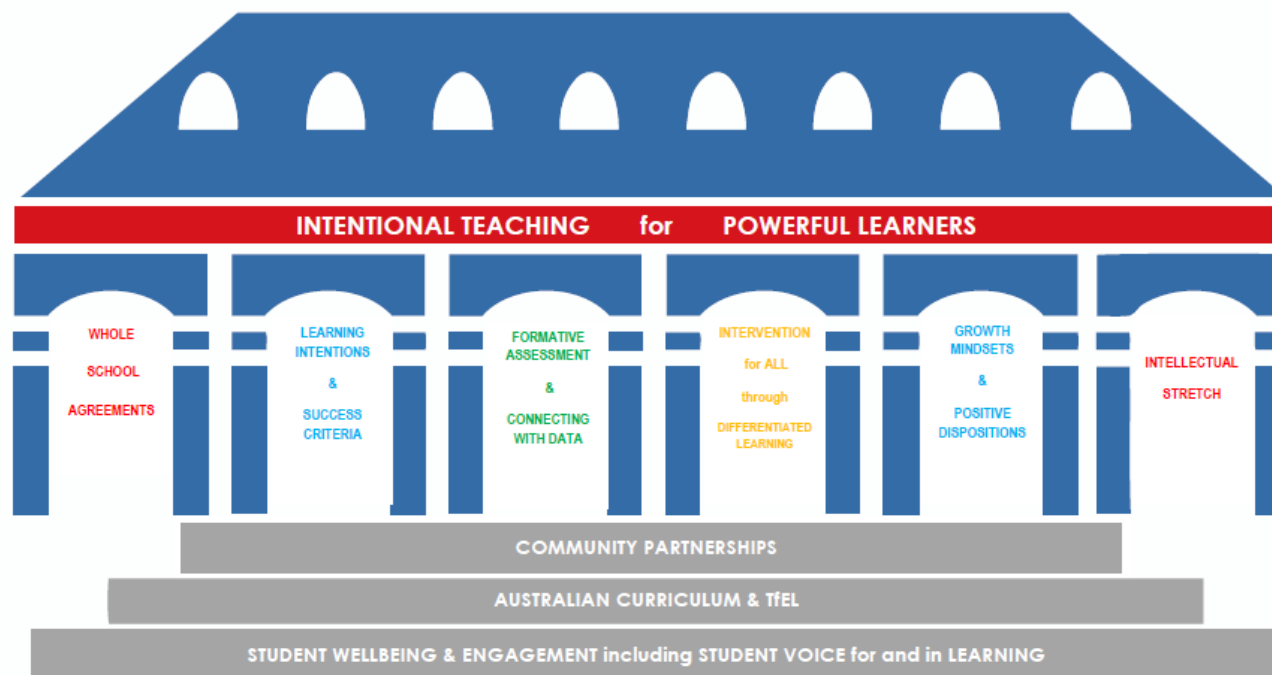 INTENTIONAL TEACHING for POWERFUL LEARNERS
WHOLE
SCHOOL
AGREEMENTS
LEARNING
INTENTIONS
&
SUCCESS
CRITERIA
FORMATIVE
ASSESSMENT
&
CONNECTING
WITH DATA
INTERVENTION
for ALL
through
DIFFERENTIATED
LEARNING
GROWTH
MINDSETS
&
POSITIVE
DISPOSITIONS
INTELLECTUAL
STRETCH
COMMUNITY PARTNERSHIPS
AUSTRALIAN CURRICULUM & TfEL
STUDENT WELLBEING & ENGAGEMENT including STUDENT VOICE for and in LEARNING